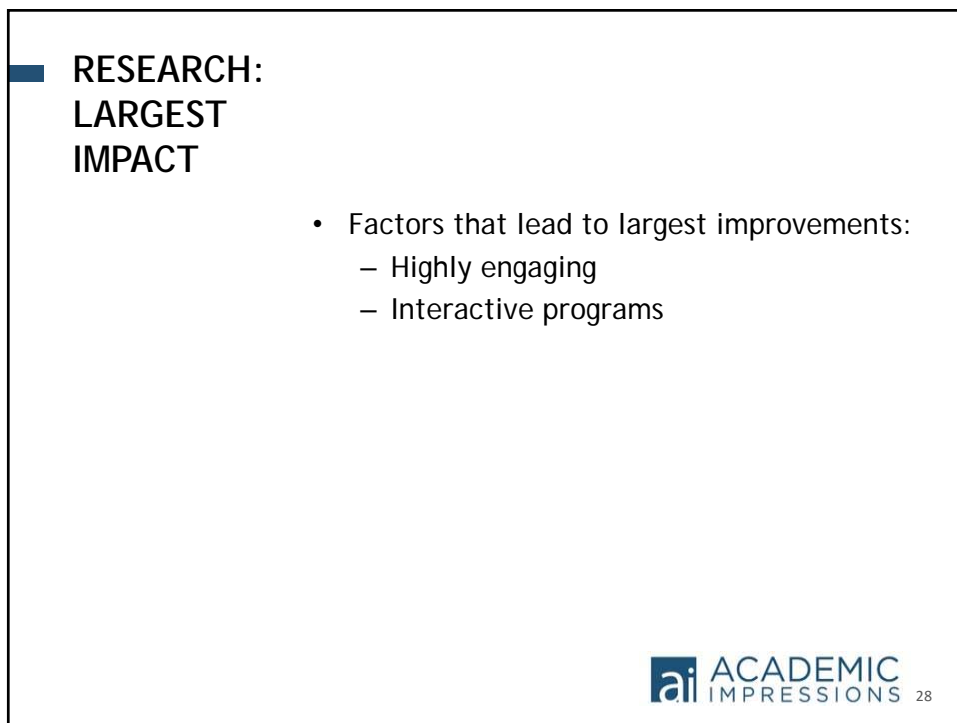 RESEARCH:
LARGEST
IMPACT
• Factors that lead to largest improvements:
– Highly engaging
– Interactive programs
ai ACADEMIC
IMPRESSIONS 28